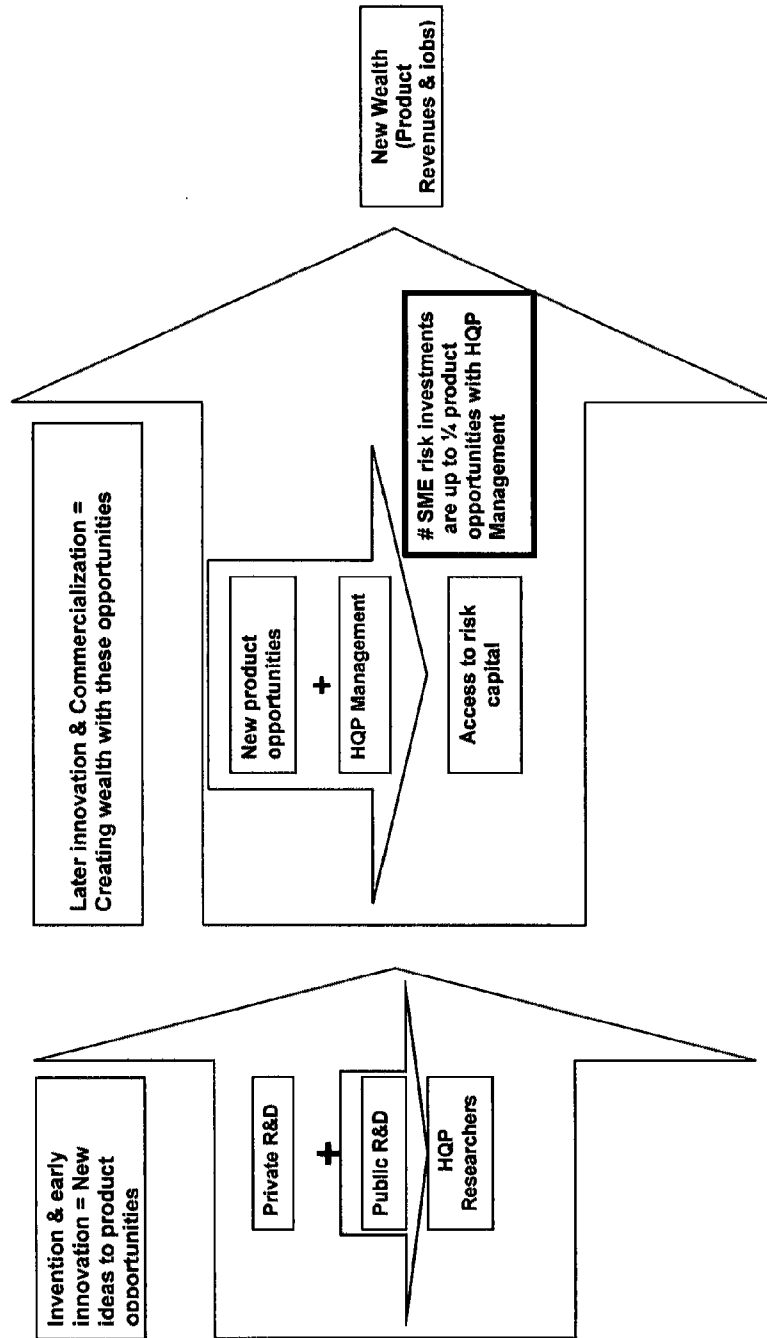 Invention & early
innovation = New
ideas to product
opportunities
Private R&D
+
Public R&D
HQP
Researchers
Later innovation & Commercialization =
Creating wealth with these opportunities
New product
opportunities
+
HQP Management
Access to risk
capital
# SME risk investments
are up to ¼ product
opportunities with HQP
Management
New Wealth
(Product
Revenues & jobs)